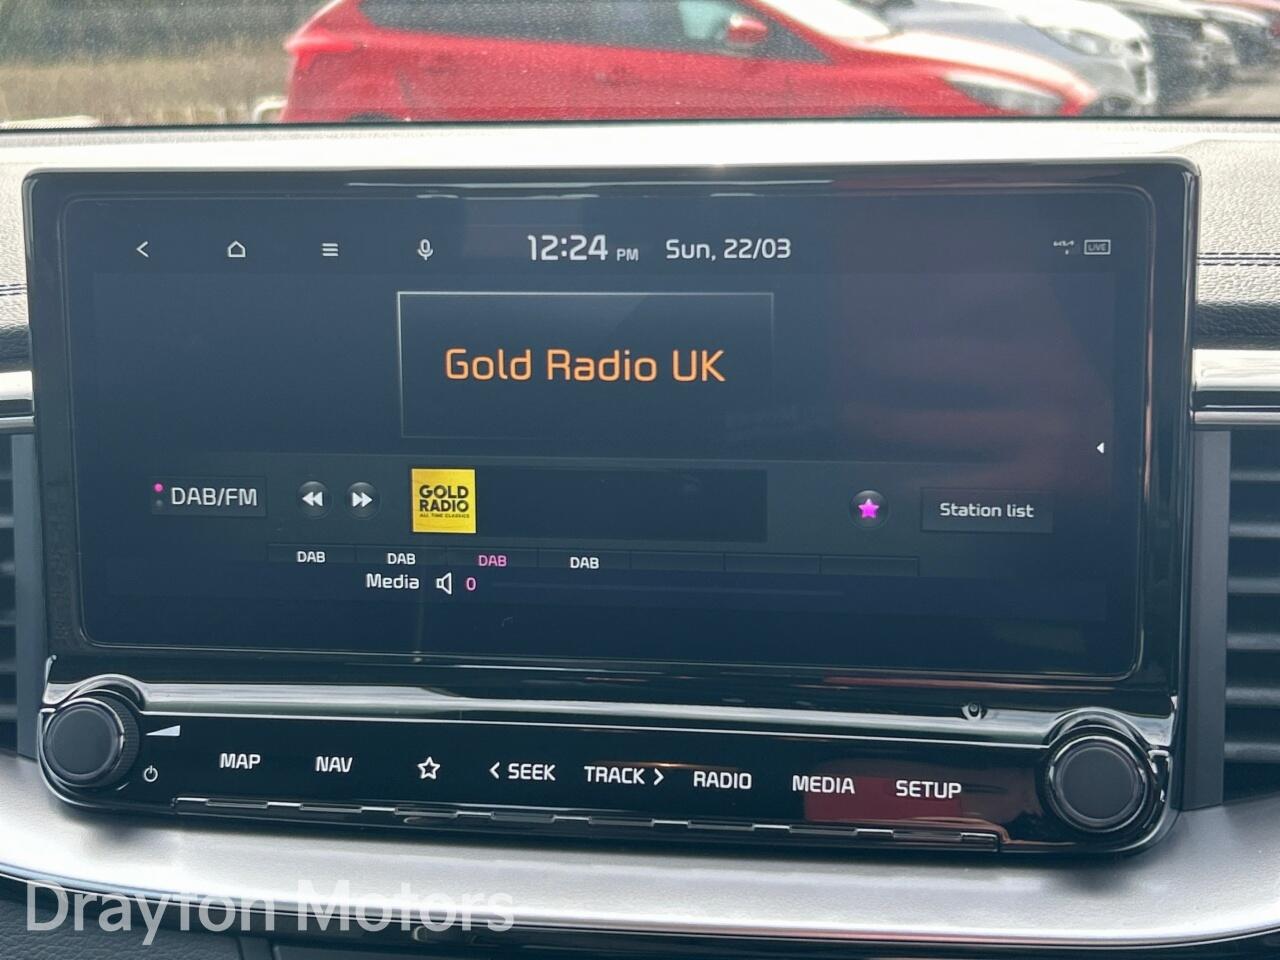 12:24 PM Sun, 22/03
KIA LIVE
Gold Radio UK
DAB/FM
GOLD
RADIO
ALL TIME CLASSICS
Station list
DAB DAB DAB DAB
Media 0
MAP NAV SEEK TRACK RADIO MEDIA SETUP
Drayton Motors